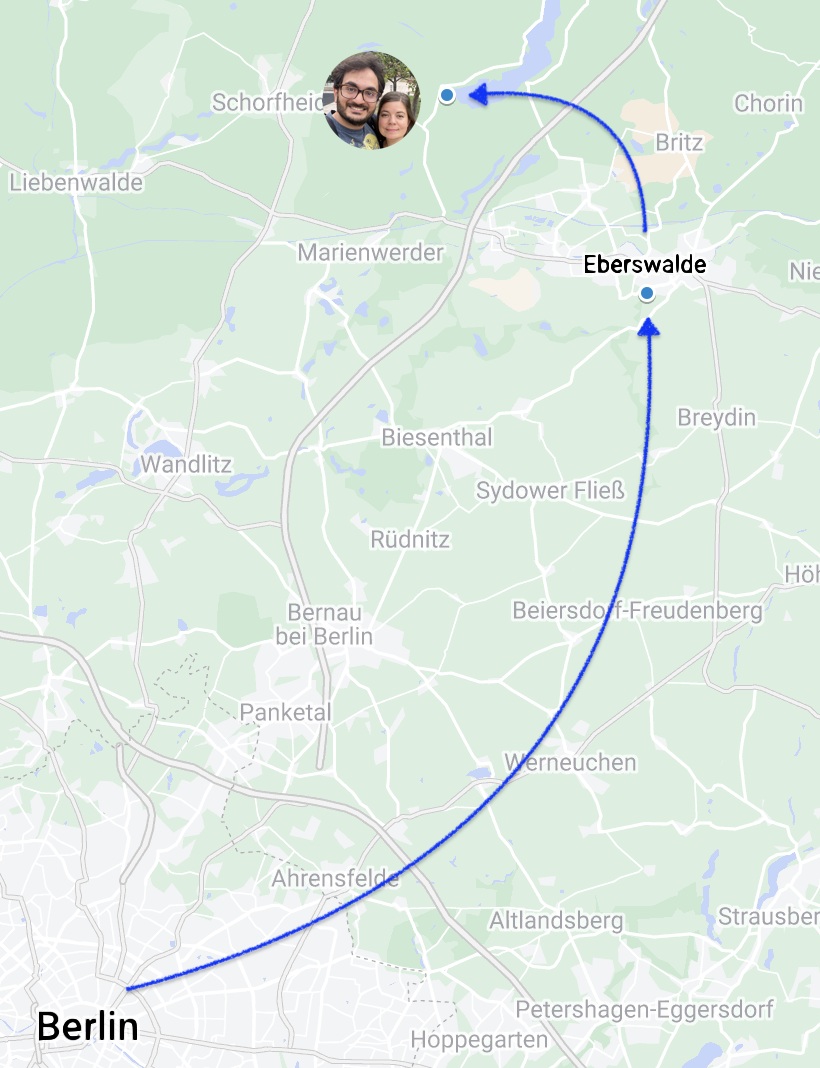 Schorfheid
Chorin
Britz
Liebenwalde
Marienwerder
Eberswalde
Nie
Breydin
Biesenthal
Wandlitz
Sydower Fließ
Rüdnitz
Höh
Bernau
bei Berlin
Beiersdorf-Freudenberg
Panketal
Werneuchen
Ahrensfelde
Altlandsberg
Strausber
Petershagen-Eggersdorf
Berlin
Hoppegarten